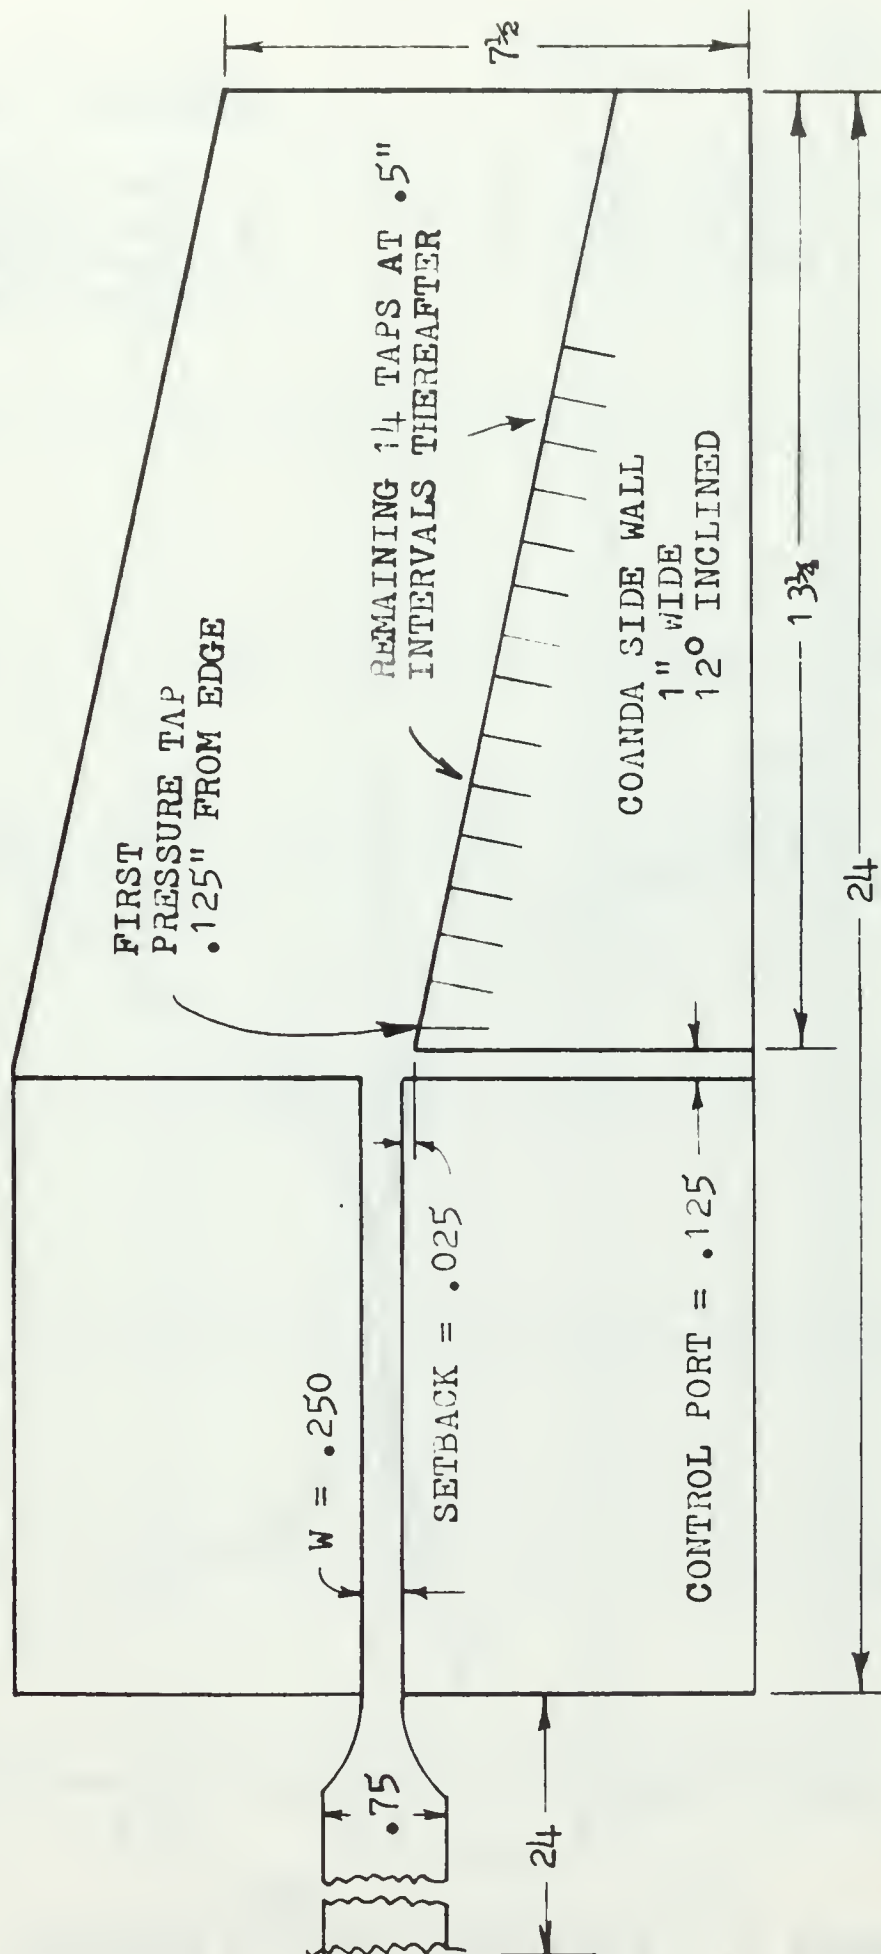 7½
FIRST
PRESSURE TAP
.125" FROM EDGE
REMAINING 14 TAPS AT .5"
INTERVALS THEREAFTER
COANDA SIDE WALL
1" WIDE
12° INCLINED
W = .250
SETBACK = .025
CONTROL PORT = .125
13¾
24
.75
24